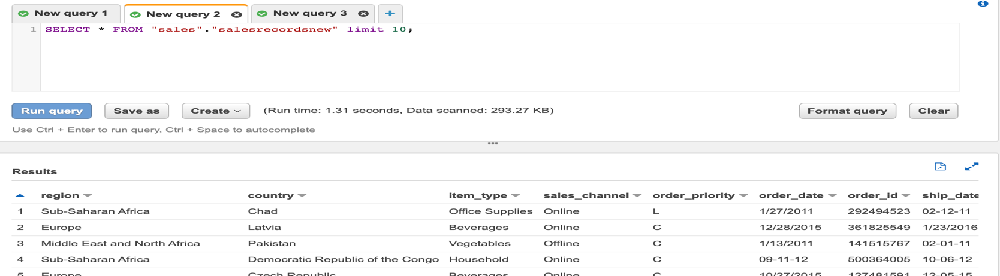 New query 1 New query 2 New query 3
1 SELECT * FROM "sales"."salesrecordsnew" limit 10;
Run query Save as Create (Run time: 1.31 seconds, Data scanned: 293.27 KB) Format query Clear
Use Ctrl + Enter to run query, Ctrl + Space to autocomplete
Results
region country item_type sales_channel order_priority order_date order_id ship_date
1 Sub-Saharan Africa Chad Office Supplies Online L 1/27/2011 292494523 02-12-11
2 Europe Latvia Beverages Online C 12/28/2015 361825549 1/23/2016
3 Middle East and North Africa Pakistan Vegetables Offline C 1/13/2011 141515767 02-01-11
4 Sub-Saharan Africa Democratic Republic of the Congo Household Online C 09-11-12 500364005 10-06-12
5 Europe Czech Republic Beverages Online C 10/27/2015 127481591 12-05-15